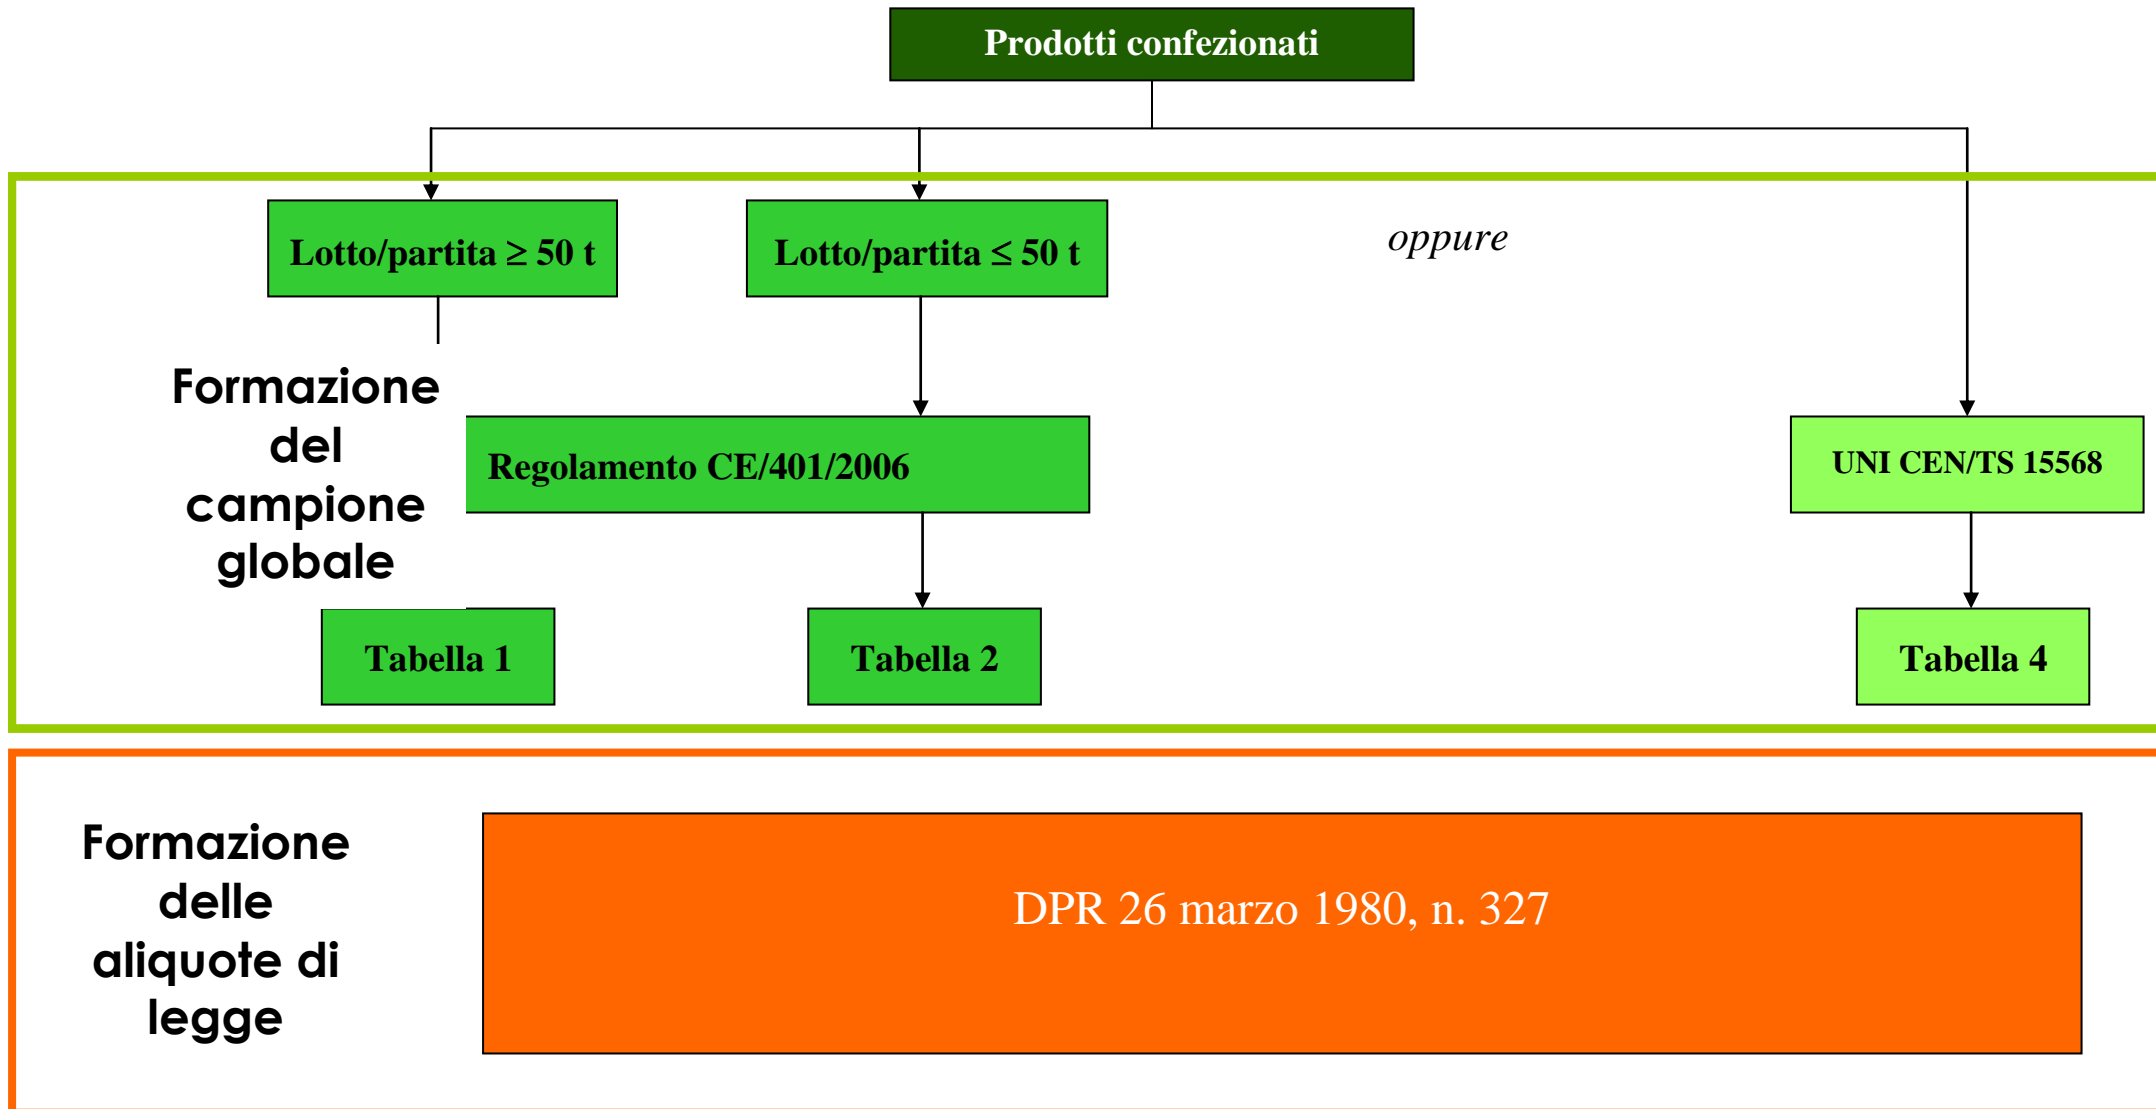 Prodotti confezionati
Lotto/partita ≥ 50 t
Lotto/partita ≤ 50 t
oppure
Formazione
del
campione
globale
Regolamento CE/401/2006
UNI CEN/TS 15568
Tabella 1
Tabella 2
Tabella 4
Formazione
delle
aliquote di
legge
DPR 26 marzo 1980, n. 327